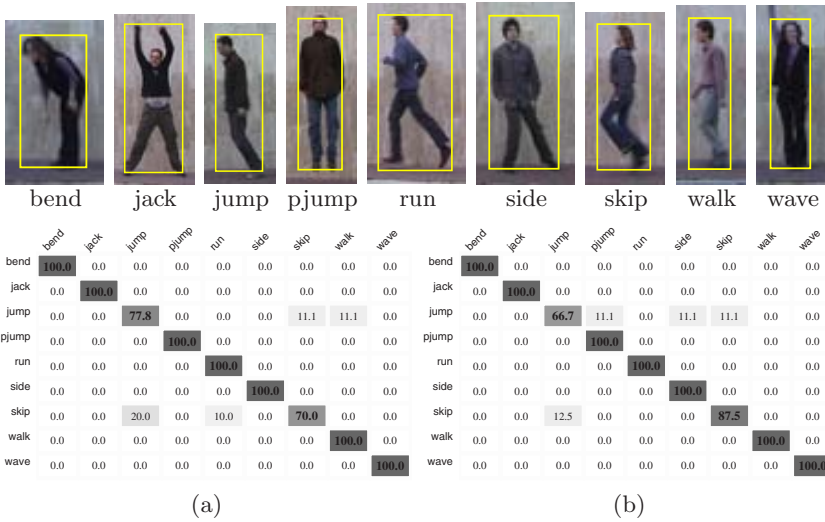 bend jack jump pjump run side skip walk wave
bend jack jump pjump run side skip walk wave
bend 100.0 0.0 0.0 0.0 0.0 0.0 0.0 0.0 0.0
jack 0.0 100.0 0.0 0.0 0.0 0.0 0.0 0.0 0.0
jump 0.0 0.0 77.8 0.0 0.0 0.0 11.1 11.1 0.0
pjump 0.0 0.0 0.0 100.0 0.0 0.0 0.0 0.0 0.0
run 0.0 0.0 0.0 0.0 100.0 0.0 0.0 0.0 0.0
side 0.0 0.0 0.0 0.0 0.0 100.0 0.0 0.0 0.0
skip 0.0 0.0 20.0 0.0 10.0 0.0 70.0 0.0 0.0
walk 0.0 0.0 0.0 0.0 0.0 0.0 0.0 100.0 0.0
wave 0.0 0.0 0.0 0.0 0.0 0.0 0.0 0.0 100.0
(a)
bend jack jump pjump run side skip walk wave
bend 100.0 0.0 0.0 0.0 0.0 0.0 0.0 0.0 0.0
jack 0.0 100.0 0.0 0.0 0.0 0.0 0.0 0.0 0.0
jump 0.0 0.0 66.7 11.1 0.0 11.1 11.1 0.0 0.0
pjump 0.0 0.0 0.0 100.0 0.0 0.0 0.0 0.0 0.0
run 0.0 0.0 0.0 0.0 100.0 0.0 0.0 0.0 0.0
side 0.0 0.0 0.0 0.0 0.0 100.0 0.0 0.0 0.0
skip 0.0 0.0 12.5 0.0 0.0 0.0 87.5 0.0 0.0
walk 0.0 0.0 0.0 0.0 0.0 0.0 0.0 100.0 0.0
wave 0.0 0.0 0.0 0.0 0.0 0.0 0.0 0.0 100.0
(b)